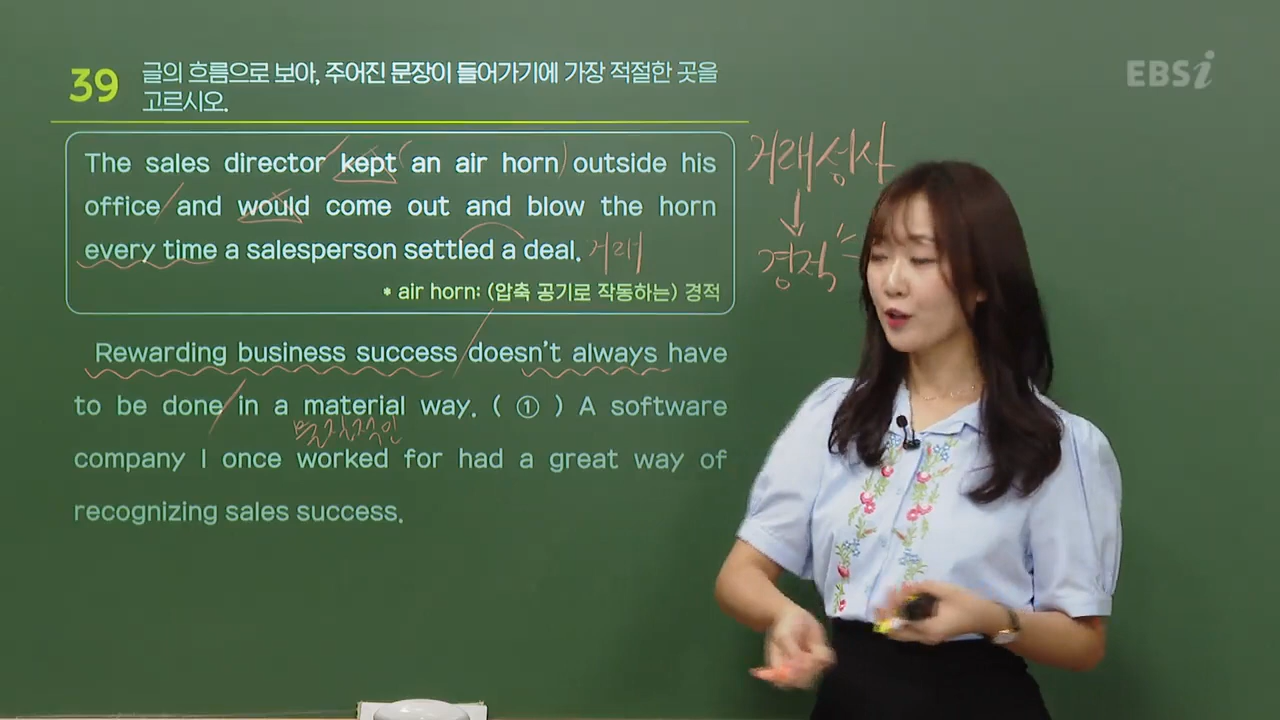 39 글의 흐름으로 보아, 주어진 문장이 들어가기에 가장 적절한 곳을
고르시오.
EBSi
The sales director kept an air horn outside his
office and would come out and blow the horn
every time a salesperson settled a deal. 거래
* air horn: (압축 공기로 작동하는) 경적
거래성사
↓
경적
Rewarding business success doesn't always have
to be done in a material way. ( ① ) A software
물질적인
company I once worked for had a great way of
recognizing sales success.